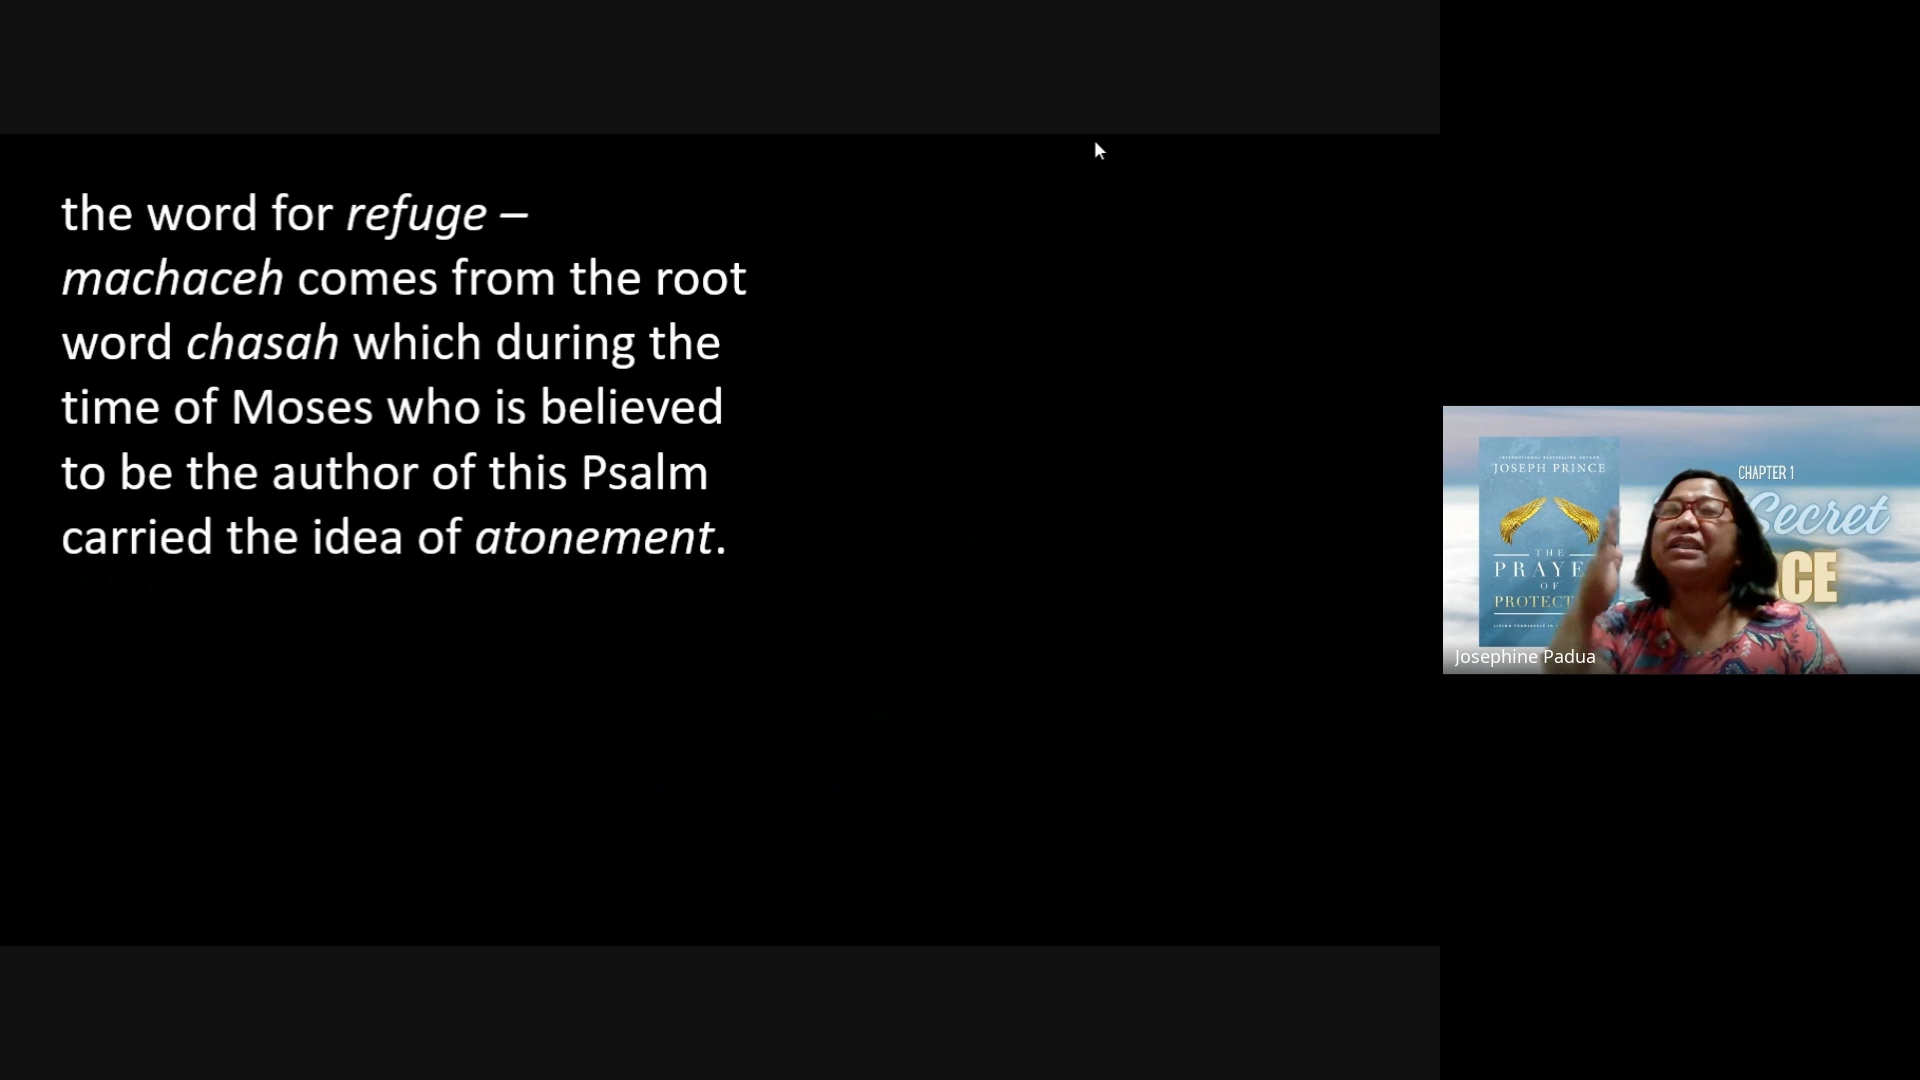 the word for refuge –
machaceh comes from the root
word chasah which during the
time of Moses who is believed
to be the author of this Psalm
carried the idea of atonement.
JOSEPH PRINCE
THE
PRAYE
OF
PROTECT
CHAPTER 1
Secret
CE
Josephine Padua